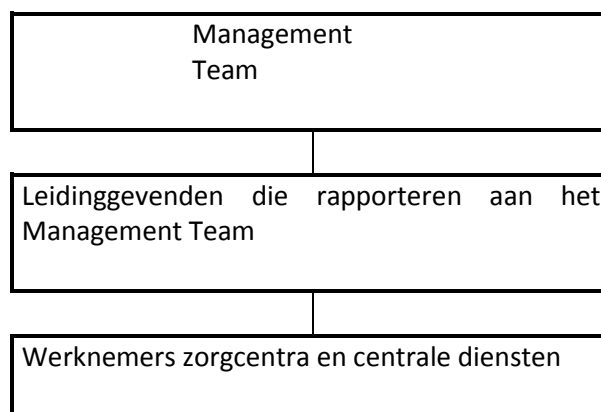 Management
Team
Leidinggevenden die rapporteren aan het
Management Team
Werknemers zorgcentra en centrale diensten